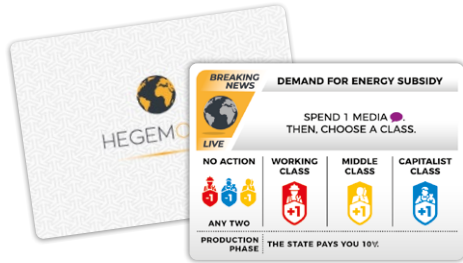 HEGEMO
BREAKING
NEWS
DEMAND FOR ENERGY SUBSIDY
SPEND 1 MEDIA
THEN, CHOOSE A CLASS.
LIVE
NO ACTION
WORKING
CLASS
MIDDLE
CLASS
CAPITALIST
CLASS
-1 -1 -1
+1 +1 +1
ANY TWO
PRODUCTION
PHASE
THE STATE PAYS YOU 10¥.